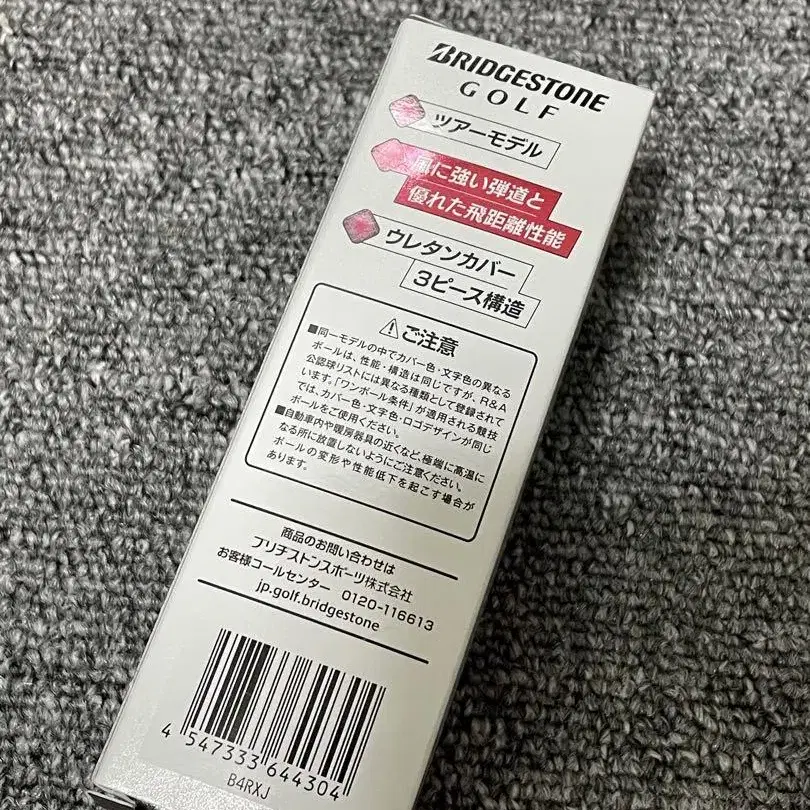 BRIDGESTONE
GOLF
ツアーモデル
風に強い弾道と
優れた飛距離性能
ウレタンカバー
3ピース構造
ご注意
■同一モデルの中でカバー色・文字色の異なる
ボールは、性能・構造は同じですが、R&A
公認球リストには異なる種類として登録されて
います。「ワンボール条件」が適用される競技
では、カバー色・文字色・ロゴデザインが同じ
ボールをご使用ください。
■自動車内や暖房器具の近くなど、極端に高温に
なる所に放置しないようにご注意ください。
ボールの変形や性能低下を起こす場合が
あります。
商品のお問い合わせは
ブリヂストンスポーツ株式会社
お客様コールセンター 0120-116613
jp.golf.bridgestone
4 547333 644304
B4RXJ